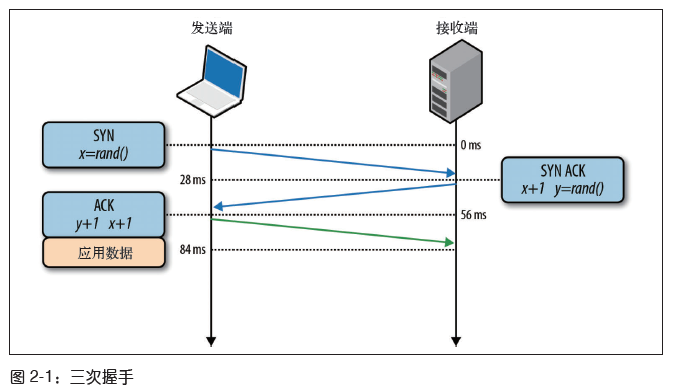 发送端
接收端
SYN
x=rand()
0 ms
28 ms
SYN ACK
x+1 y=rand()
ACK
y+1 x+1
56 ms
应用数据
84 ms
图 2-1：三次握手